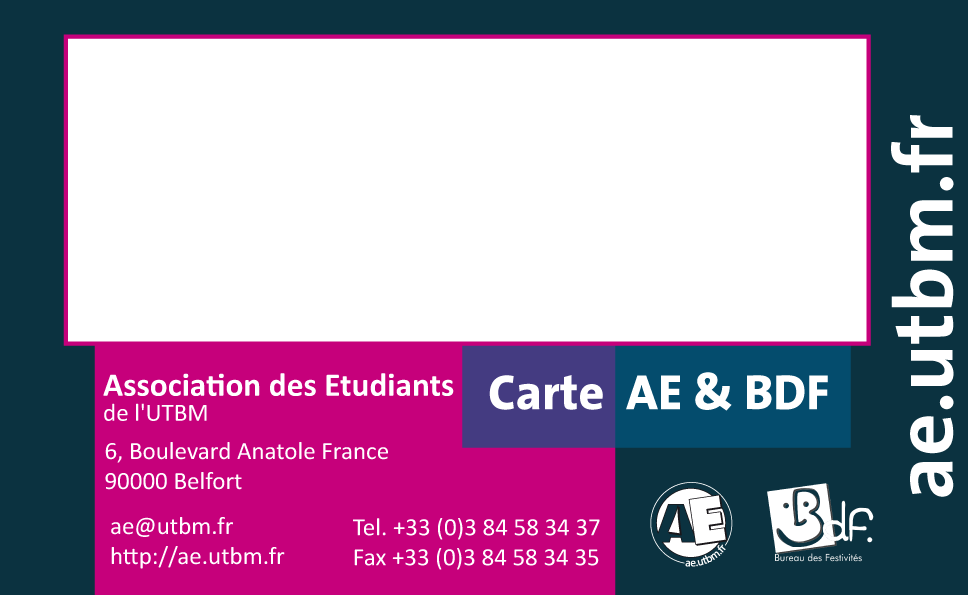 ae.utbm.fr
Association des Etudiants
de l'UTBM
Carte AE & BDF
6, Boulevard Anatole France
90000 Belfort
ae@utbm.fr
http://ae.utbm.fr
Tel. +33 (0)3 84 58 34 37
Fax +33 (0)3 84 58 34 35
AE
ae.utbm.fr
Bdf.
Bureau des Festivités